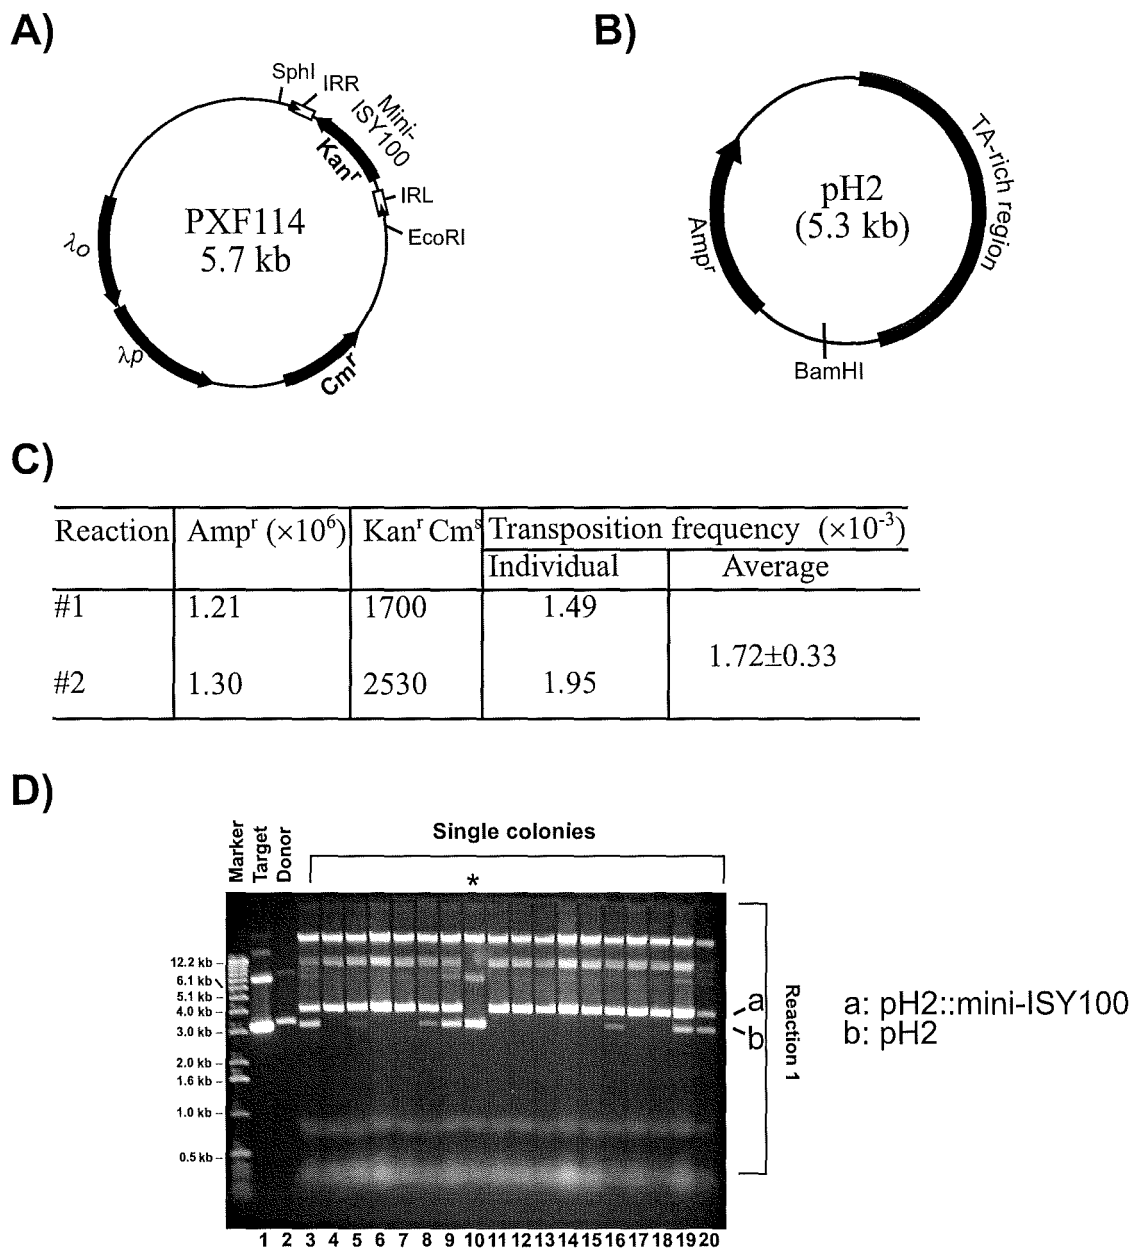 A)
SphI
IRR
Mini-
ISY100
Kanʳ
IRL
EcoRI
PXF114
5.7 kb
λo
λp
Cmʳ
B)
TA-rich region
pH2
(5.3 kb)
Ampʳ
BamHI
C)
Reaction Ampʳ (×10⁶) Kanʳ Cmˢ Transposition frequency (×10⁻³)
Individual Average
#1 1.21 1700 1.49
1.72±0.33
#2 1.30 2530 1.95
D)
Marker
Target
Donor
Single colonies
*
12.2 kb
6.1 kb
5.1 kb
4.0 kb
3.0 kb
2.0 kb
1.6 kb
1.0 kb
0.5 kb
a
b
Reaction 1
a: pH2::mini-ISY100
b: pH2
1 2 3 4 5 6 7 8 9 10 11 12 13 14 15 16 17 18 19 20